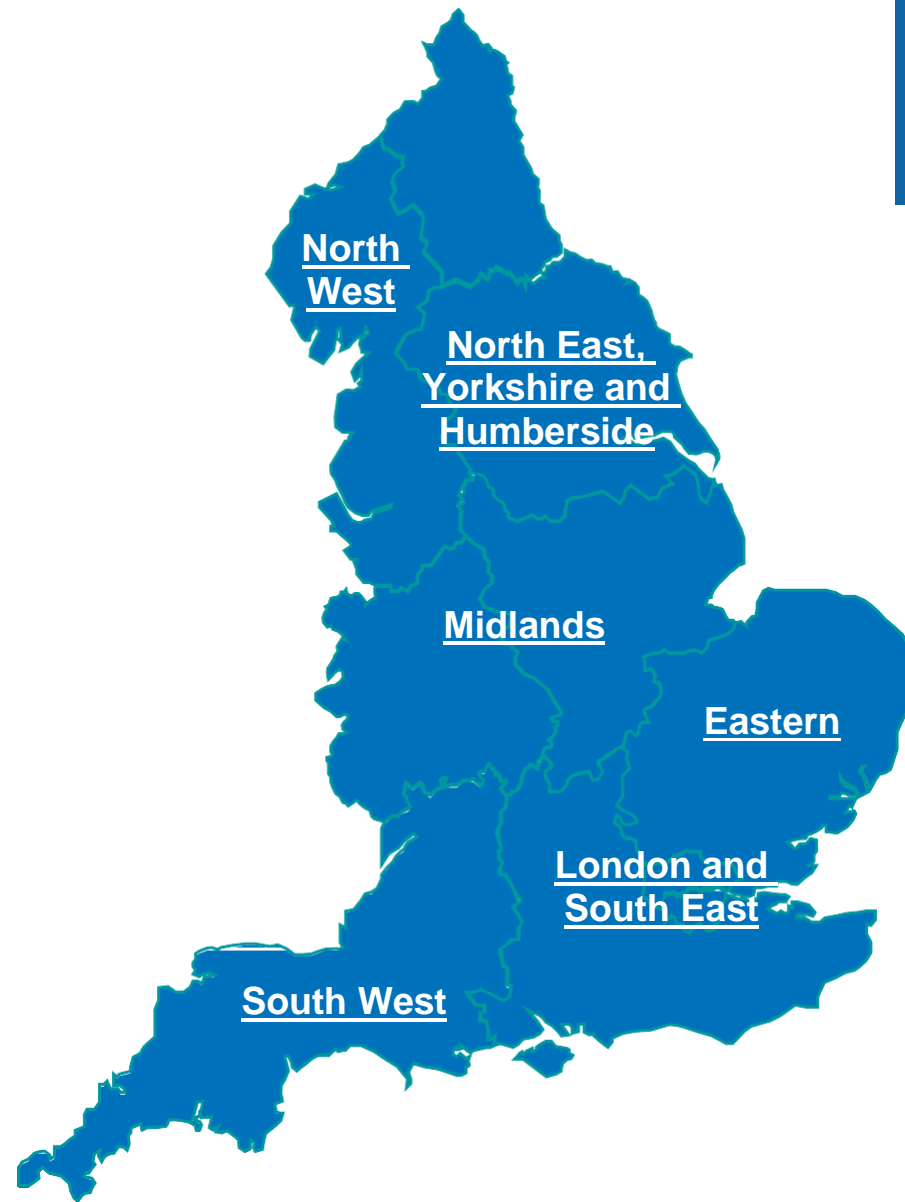 North
West
North East,
Yorkshire and
Humberside
Midlands
Eastern
London and
South East
South West